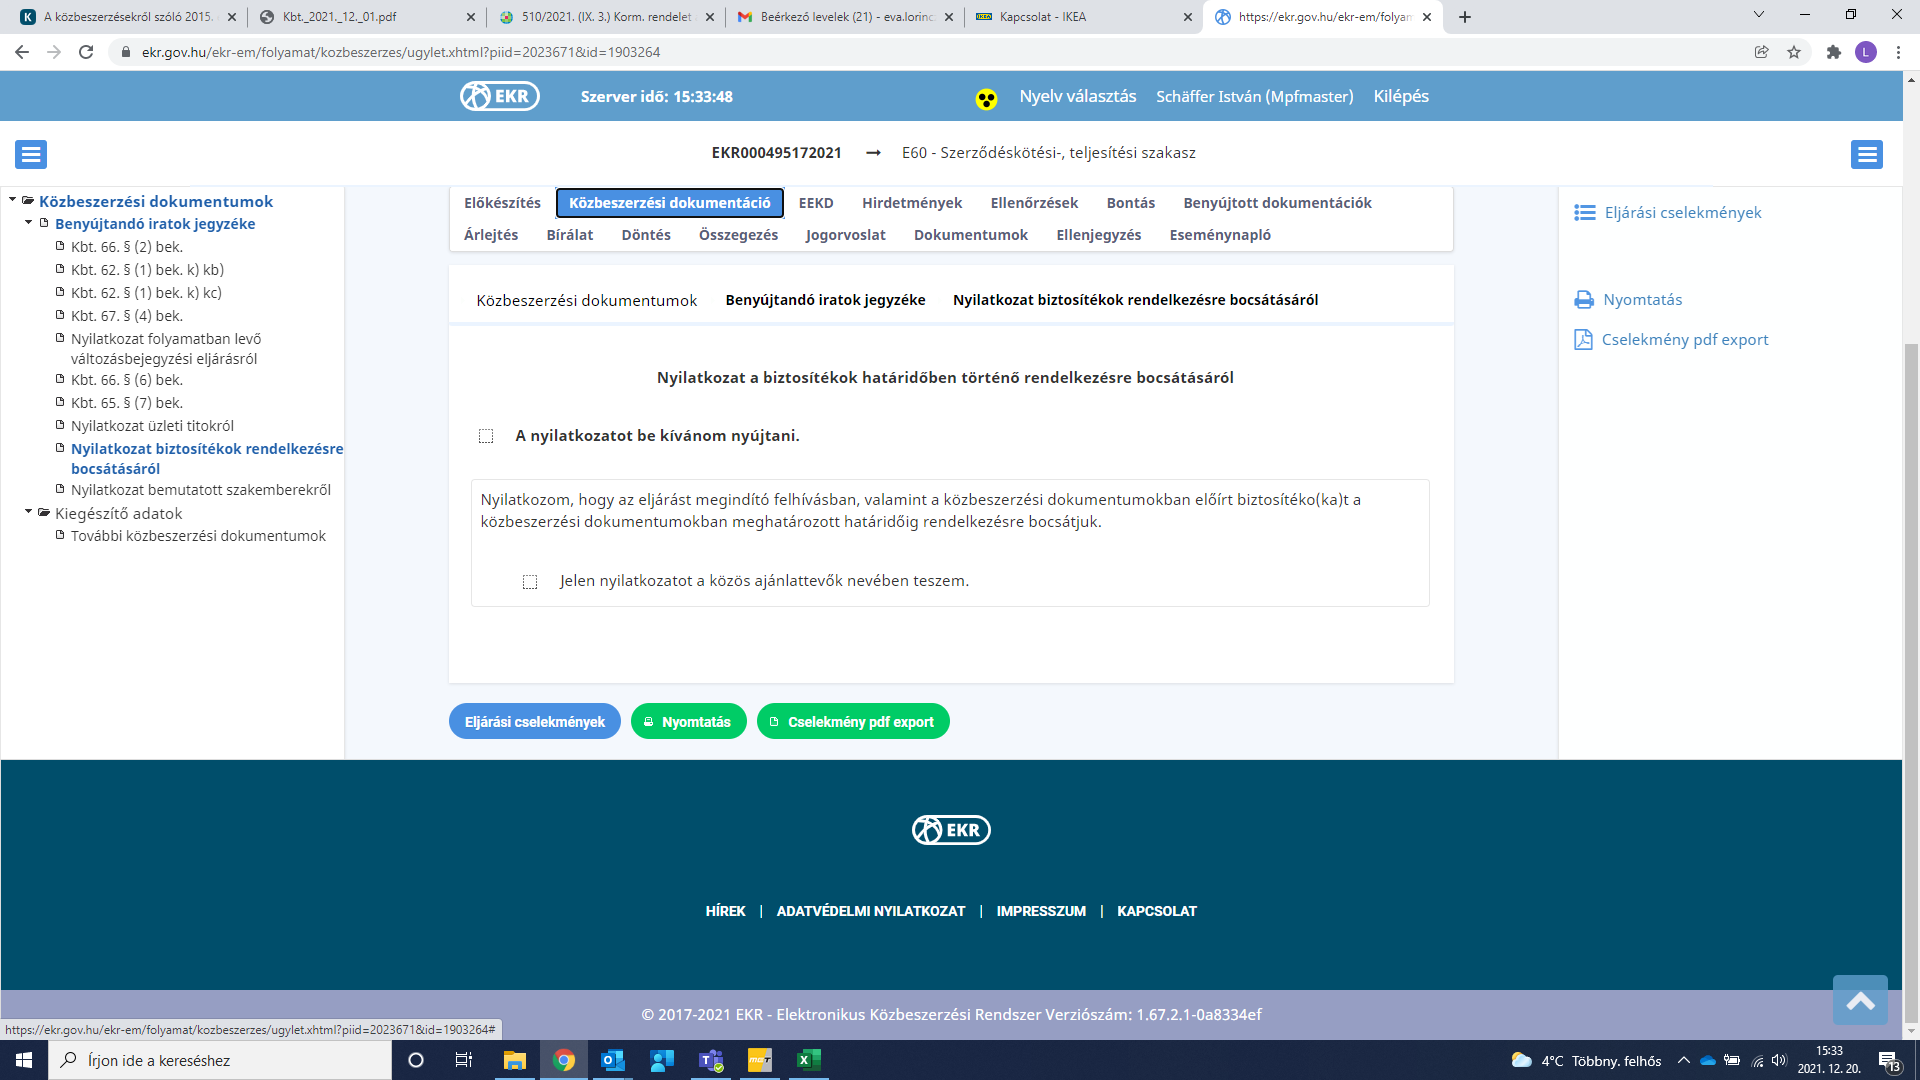 A közbeszerzésekről szóló 2015.
Kbt._2021._12._01.pdf
510/2021. (IX. 3.) Korm. rendelet
Beérkező levelek (21) - eva.lorinc
Kapcsolat - IKEA
https://ekr.gov.hu/ekr-em/folyam
ekr.gov.hu/ekr-em/folyamat/kozbeszerzes/ugylet.xhtml?piid=2023671&id=1903264
L
EKR
Szerver idő: 15:33:48
Nyelv választás
Schäffer István (Mpfmaster)
Kilépés
EKR000495172021
E60 - Szerződéskötési-, teljesítési szakasz
Közbeszerzési dokumentumok
Benyújtandó iratok jegyzéke
Kbt. 66. § (2) bek.
Kbt. 62. § (1) bek. k) kb)
Kbt. 62. § (1) bek. k) kc)
Kbt. 67. § (4) bek.
Nyilatkozat folyamatban levő
változásbejegyzési eljárásról
Kbt. 66. § (6) bek.
Kbt. 65. § (7) bek.
Nyilatkozat üzleti titokról
Nyilatkozat biztosítékok rendelkezésre
bocsátásáról
Nyilatkozat bemutatott szakemberekről
Kiegészítő adatok
További közbeszerzési dokumentumok
Előkészítés
Közbeszerzési dokumentáció
EEKD
Hirdetmények
Ellenőrzések
Bontás
Benyújtott dokumentációk
Árlejtés
Bírálat
Döntés
Összegezés
Jogorvoslat
Dokumentumok
Ellenjegyzés
Eseménynapló
Közbeszerzési dokumentumok
Benyújtandó iratok jegyzéke
Nyilatkozat biztosítékok rendelkezésre bocsátásáról
Nyilatkozat a biztosítékok határidőben történő rendelkezésre bocsátásáról
A nyilatkozatot be kívánom nyújtani.
Nyilatkozom, hogy az eljárást megindító felhívásban, valamint a közbeszerzési dokumentumokban előírt biztosítéko(ka)t a
közbeszerzési dokumentumokban meghatározott határidőig rendelkezésre bocsátjuk.
Jelen nyilatkozatot a közös ajánlattevők nevében teszem.
Eljárási cselekmények
Nyomtatás
Cselekmény pdf export
Eljárási cselekmények
Nyomtatás
Cselekmény pdf export
EKR
HÍREK | ADATVÉDELMI NYILATKOZAT | IMPRESSZUM | KAPCSOLAT
© 2017-2021 EKR - Elektronikus Közbeszerzési Rendszer Verziószám: 1.67.2.1-0a8334ef
https://ekr.gov.hu/ekr-em/folyamat/kozbeszerzes/ugylet.xhtml?piid=2023671&id=1903264#
Írjon ide a kereséshez
4°C Többny. felhős
15:33
2021. 12. 20.
13